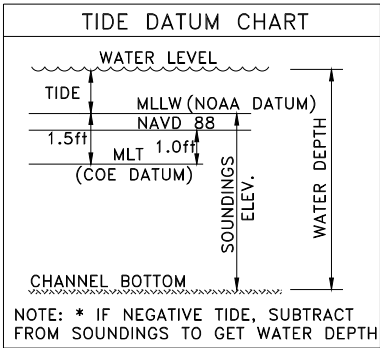 TIDE DATUM CHART
WATER LEVEL
TIDE
MLLW (NOAA DATUM)
NAVD 88
1.5ft
1.0ft
MLT
(COE DATUM)
SOUNDINGS
ELEV.
WATER DEPTH
CHANNEL BOTTOM
NOTE: * IF NEGATIVE TIDE, SUBTRACT
FROM SOUNDINGS TO GET WATER DEPTH